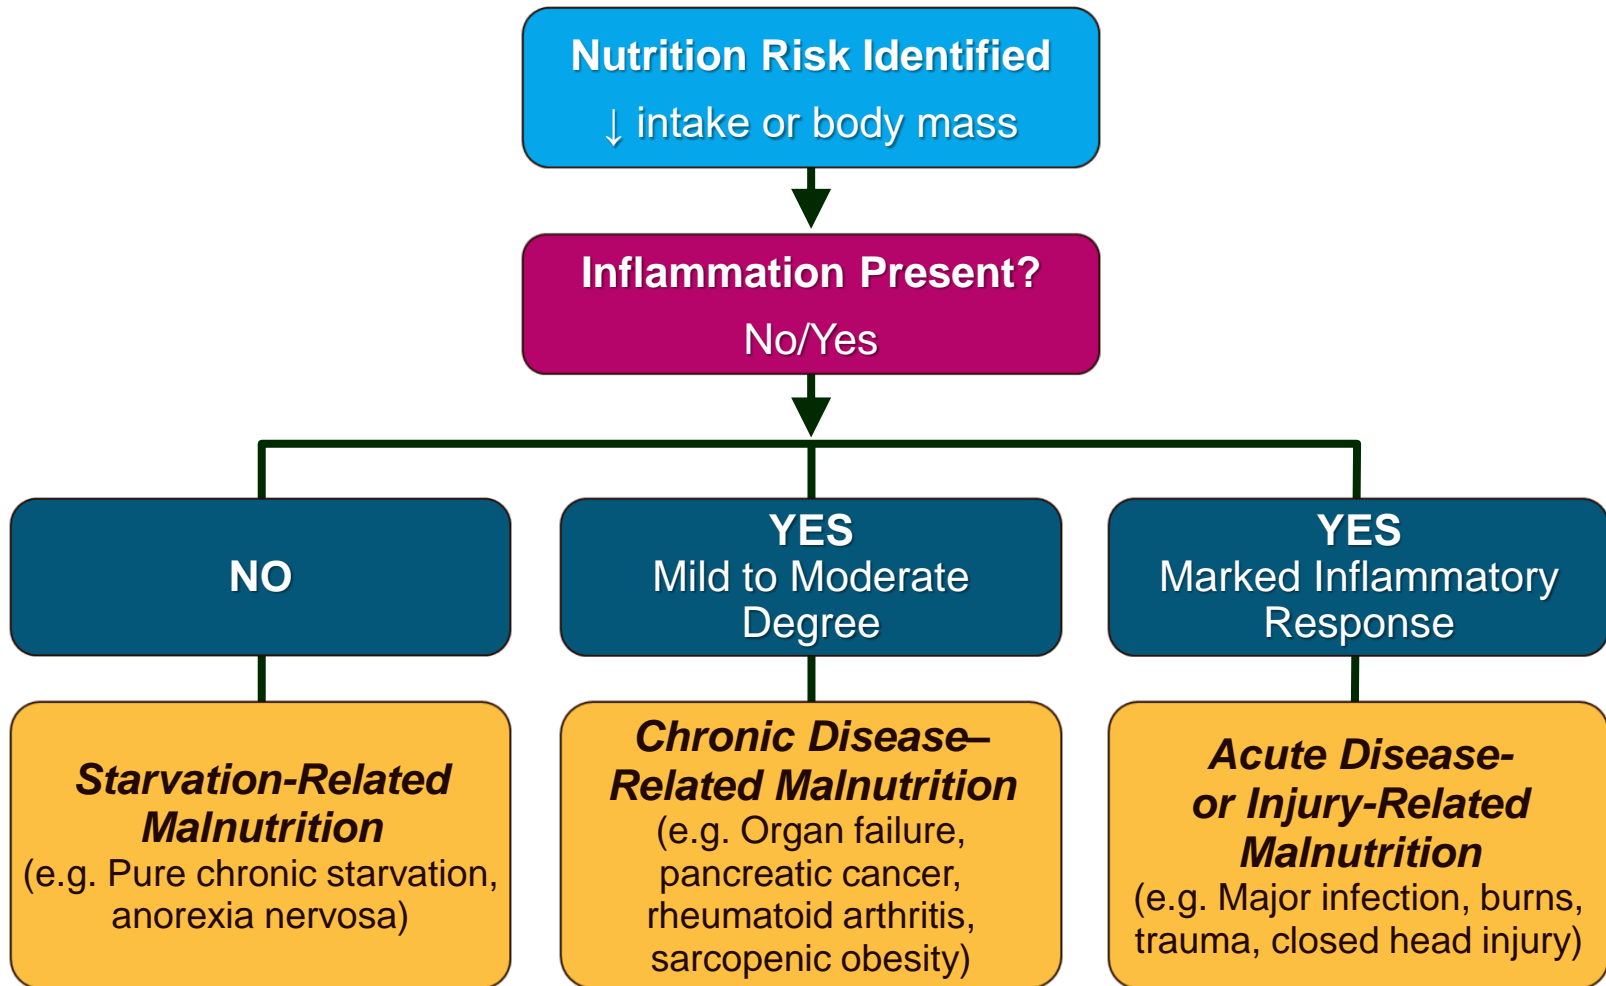 Nutrition Risk Identified
↓ intake or body mass
Inflammation Present?
No/Yes
NO
YES
Mild to Moderate
Degree
YES
Marked Inflammatory
Response
Starvation-Related
Malnutrition
(e.g. Pure chronic starvation,
anorexia nervosa)
Chronic Disease–
Related Malnutrition
(e.g. Organ failure,
pancreatic cancer,
rheumatoid arthritis,
sarcopenic obesity)
Acute Disease-
or Injury-Related
Malnutrition
(e.g. Major infection, burns,
trauma, closed head injury)